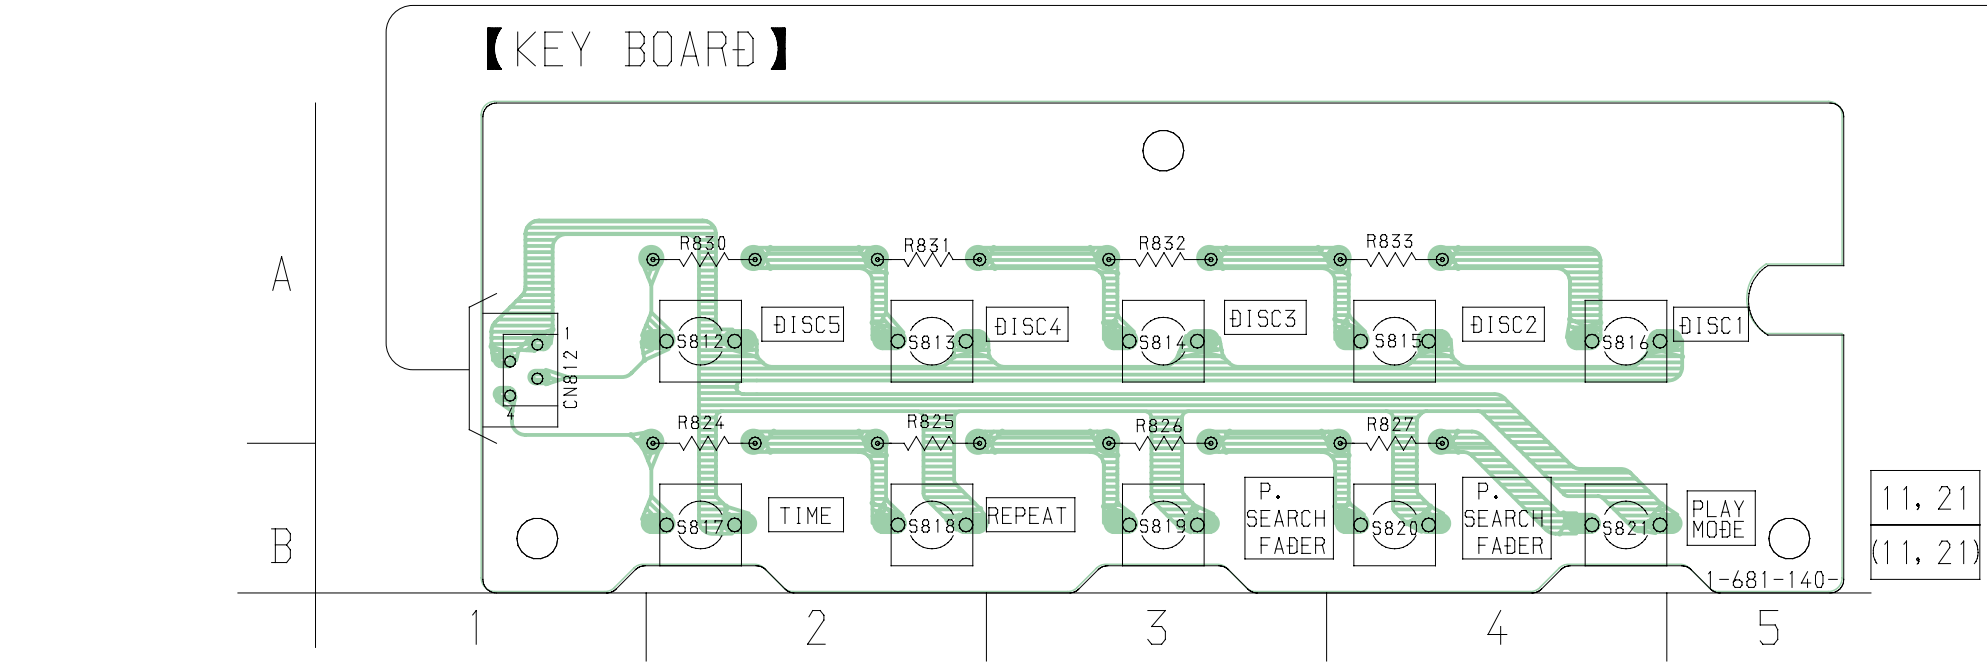 【KEY BOARD】
A
R830
R831
R832
R833
DISC5
DISC4
DISC3
DISC2
DISC1
S812
S813
S814
S815
S816
1
CN812
4
R824
R825
R826
R827
B
S817
TIME
S818
REPEAT
S819
P.
SEARCH
FADER
S820
P.
SEARCH
FADER
S821
PLAY
MODE
11, 21
(11, 21)
1-681-140-
1
2
3
4
5